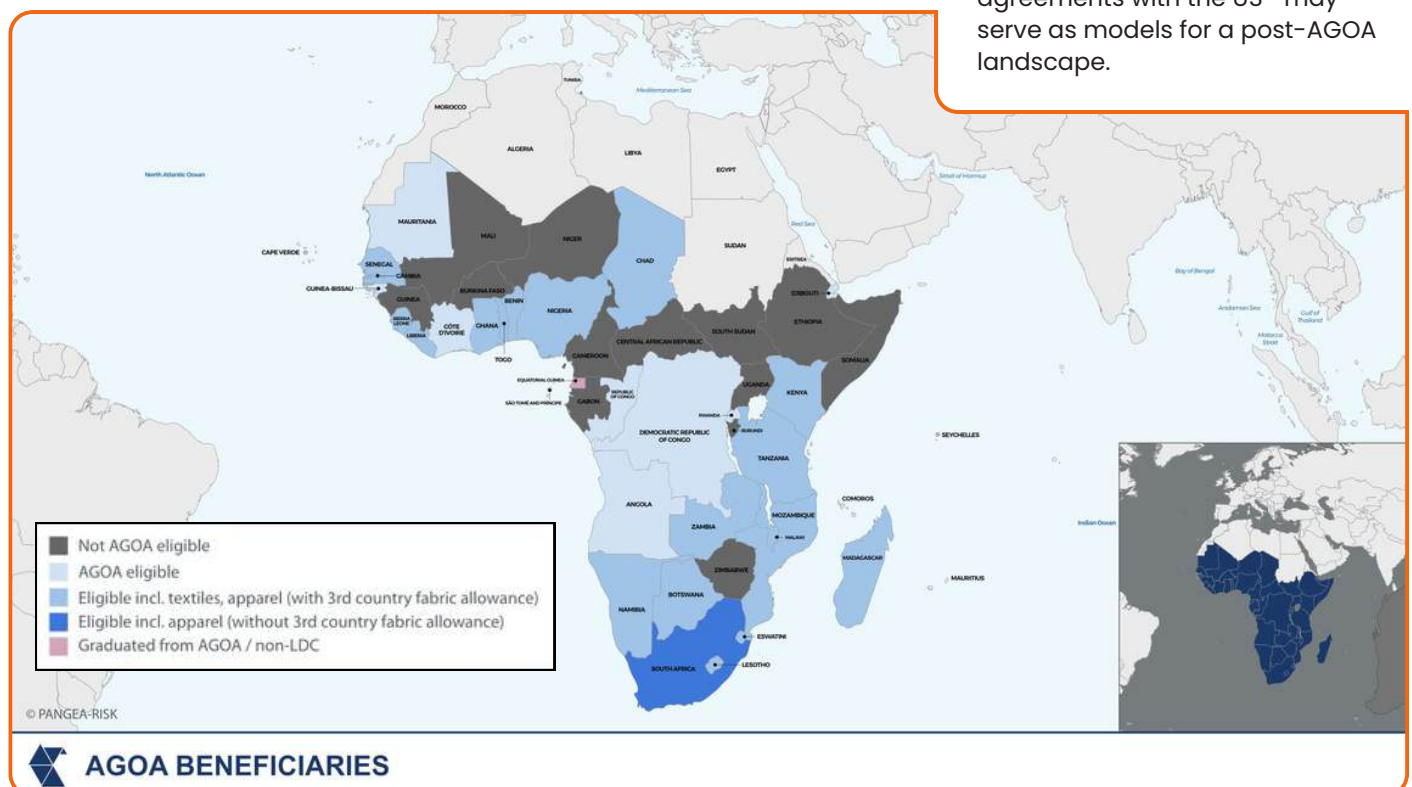 agreements with the US—may
serve as models for a post-AGOA
landscape.
TUNISIA
Mediterranean Sea
MOROCCO
ALGERIA
LIBYA
EGYPT
Strait of Hormuz
North Atlantic Ocean
MAURITANIA
MALI
NIGER
CHAD
SUDAN
Red Sea
ERITREA
CAPE VERDE
SENEGAL
GAMBIA
GUINEA-BISSAU
GUINEA
BURKINA FASO
BENIN
NIGERIA
DJIBOUTI
ETHIOPIA
SOMALIA
Bay of Bengal
Andaman Sea
Gulf of
Thailand
Malacca
Strait
SIERRA
LEONE
LIBERIA
CÔTE
D'IVOIRE
GHANA
TOGO
CAMEROON
CENTRAL AFRICAN REPUBLIC
SOUTH SUDAN
EQUATORIAL GUINEA
SÃO TOMÉ AND PRÍNCIPE
GABON
REPUBLIC
OF CONGO
UGANDA
KENYA
RWANDA
BURUNDI
DEMOCRATIC REPUBLIC
OF CONGO
TANZANIA
SEYCHELLES
COMOROS
ANGOLA
ZAMBIA
MOZAMBIQUE
MALAWI
MADAGASCAR
MAURITIUS
Indian Ocean
ZIMBABWE
NAMIBIA
BOTSWANA
ESWATINI
LESOTHO
SOUTH AFRICA
Not AGOA eligible
AGOA eligible
Eligible incl. textiles, apparel (with 3rd country fabric allowance)
Eligible incl. apparel (without 3rd country fabric allowance)
Graduated from AGOA / non-LDC
© PANGEA-RISK
AGOA BENEFICIARIES